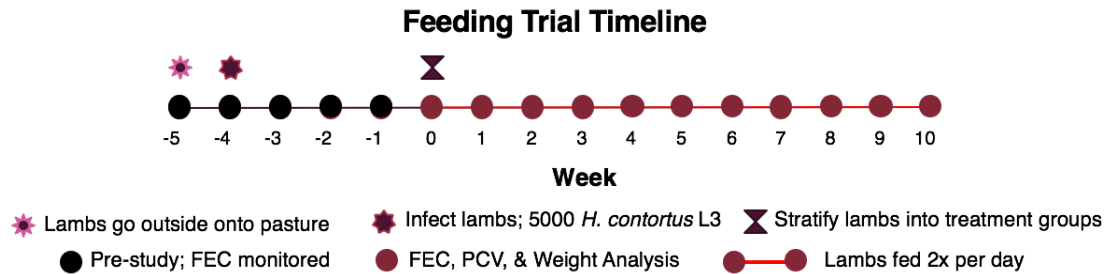 Feeding Trial Timeline
-5 -4 -3 -2 -1 0 1 2 3 4 5 6 7 8 9 10
Week
Lambs go outside onto pasture Infect lambs; 5000 H. contortus L3 Stratify lambs into treatment groups
Pre-study; FEC monitored FEC, PCV, & Weight Analysis Lambs fed 2x per day